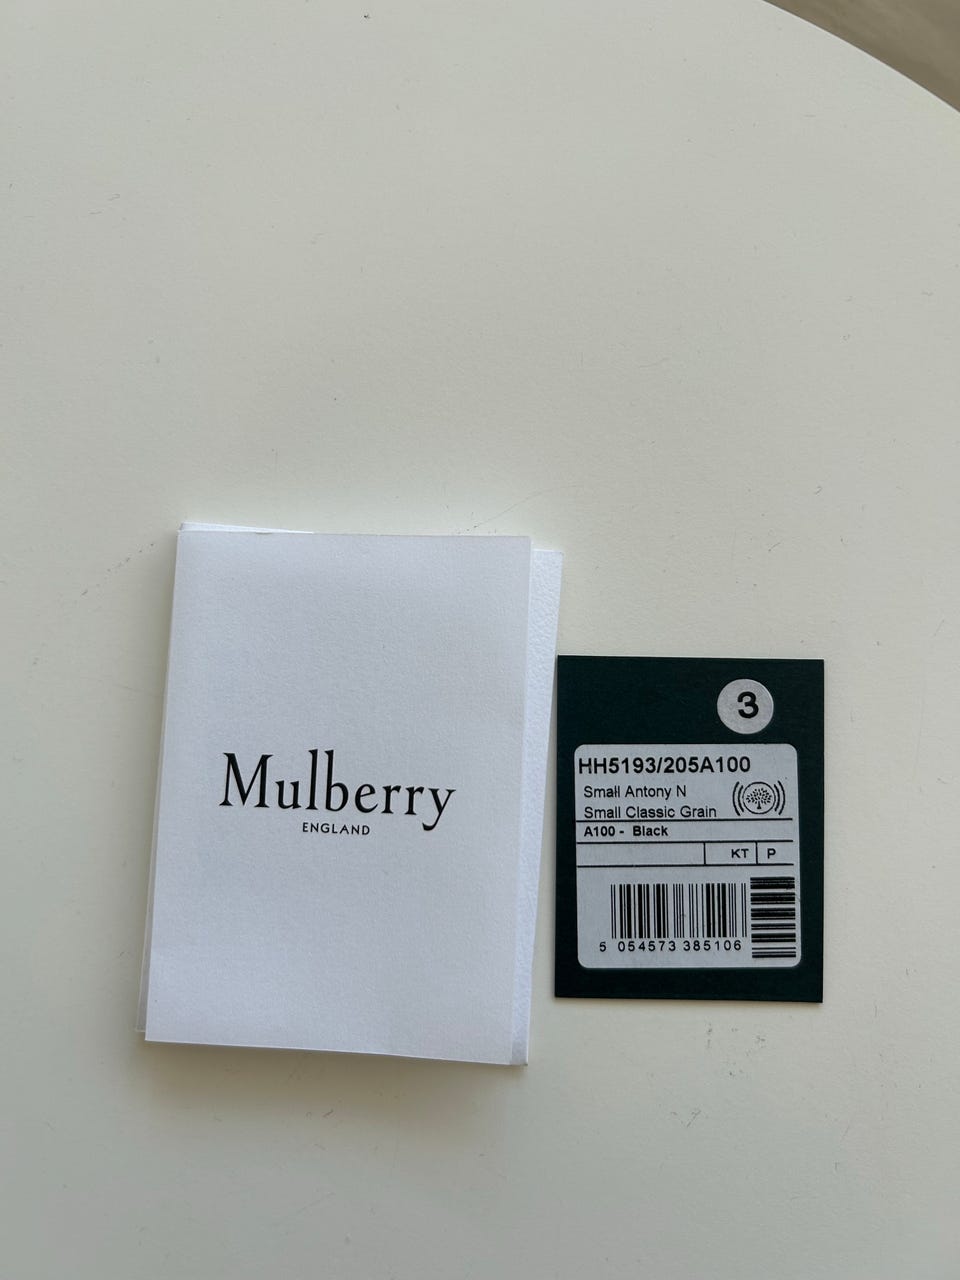 Mulberry
ENGLAND
3
HH5193/205A100
Small Antony N
Small Classic Grain
A100 - Black
KT P
5 054573 385106